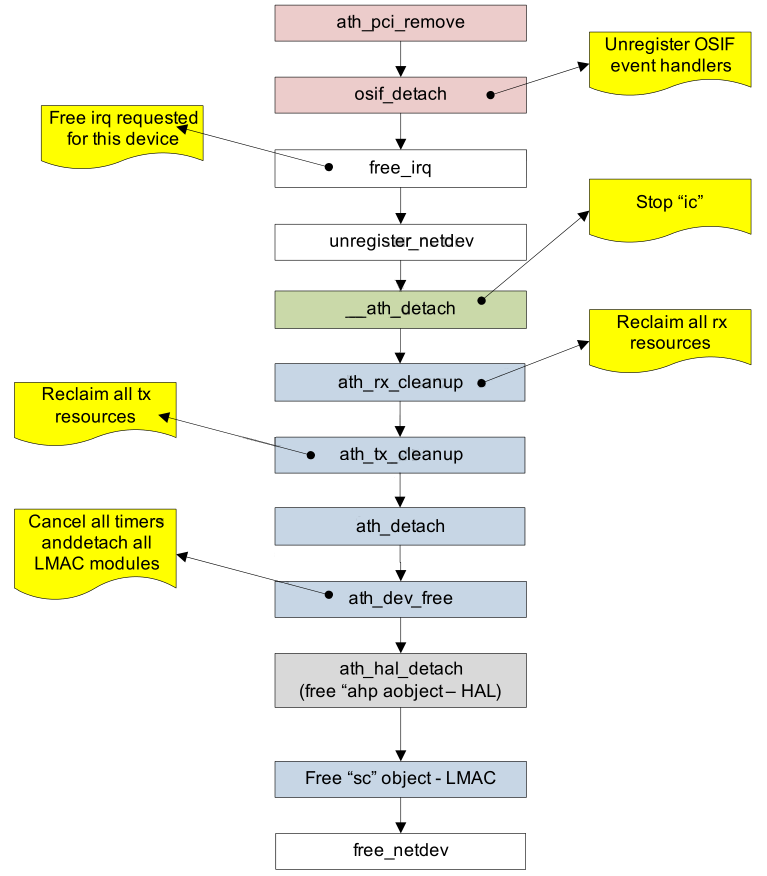 ath_pci_remove
Unregister OSIF
event handlers
osif_detach
Free irq requested
for this device
free_irq
Stop “ic”
unregister_netdev
__ath_detach
Reclaim all rx
resources
ath_rx_cleanup
Reclaim all tx
resources
ath_tx_cleanup
Cancel all timers
anddetach all
LMAC modules
ath_detach
ath_dev_free
ath_hal_detach
(free “ahp aobject – HAL)
Free “sc” object - LMAC
free_netdev